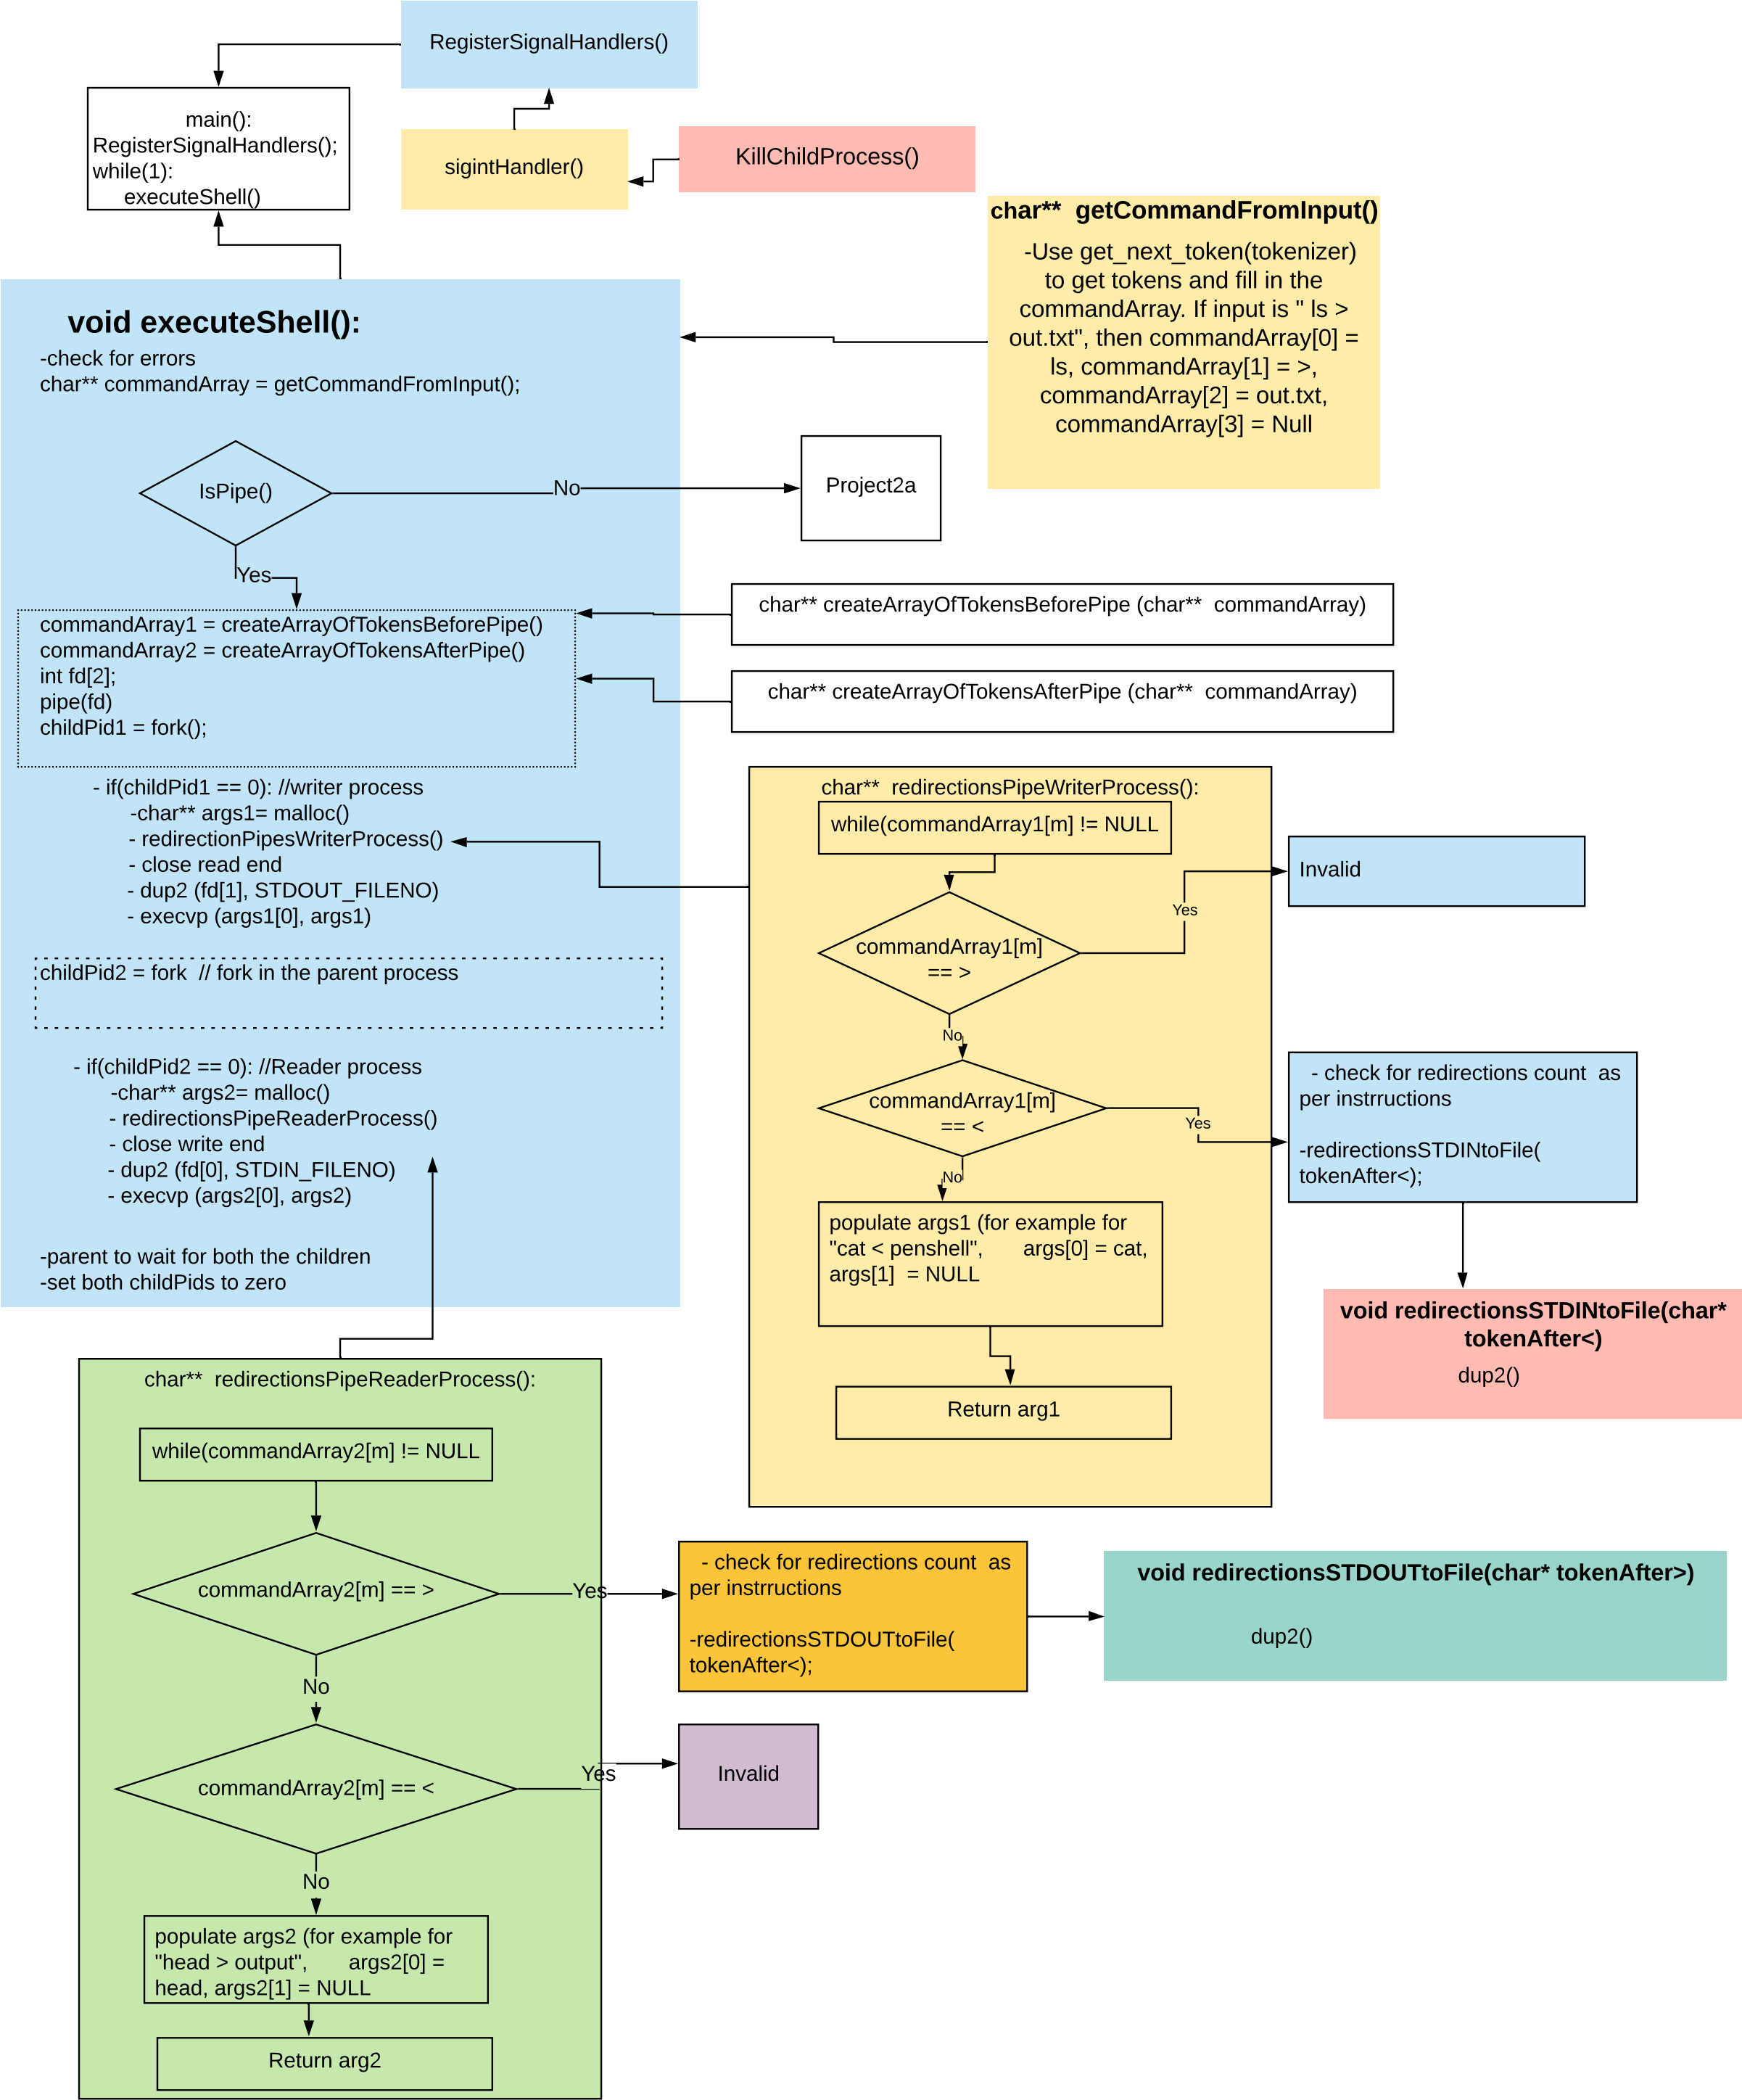 RegisterSignalHandlers()
main():
RegisterSignalHandlers();
while(1):
executeShell()
sigintHandler()
KillChildProcess()
char** getCommandFromInput()
-Use get_next_token(tokenizer)
to get tokens and fill in the
commandArray. If input is " ls >
out.txt", then commandArray[0] =
ls, commandArray[1] = >,
commandArray[2] = out.txt,
commandArray[3] = Null
void executeShell():
-check for errors
char** commandArray = getCommandFromInput();
IsPipe()
No
Project2a
Yes
commandArray1 = createArrayOfTokensBeforePipe()
commandArray2 = createArrayOfTokensAfterPipe()
int fd[2];
pipe(fd)
childPid1 = fork();
char** createArrayOfTokensBeforePipe (char** commandArray)
char** createArrayOfTokensAfterPipe (char** commandArray)
- if(childPid1 == 0): //writer process
-char** args1= malloc()
- redirectionPipesWriterProcess()
- close read end
- dup2 (fd[1], STDOUT_FILENO)
- execvp (args1[0], args1)
childPid2 = fork // fork in the parent process
- if(childPid2 == 0): //Reader process
-char** args2= malloc()
- redirectionsPipeReaderProcess()
- close write end
- dup2 (fd[0], STDIN_FILENO)
- execvp (args2[0], args2)
-parent to wait for both the children
-set both childPids to zero
char** redirectionsPipeWriterProcess():
while(commandArray1[m] != NULL
commandArray1[m]
== >
Yes
Invalid
No
commandArray1[m]
== <
Yes
- check for redirections count as
per instrructions
-redirectionsSTDINtoFile(
tokenAfter<);
No
populate args1 (for example for
"cat < penshell", args[0] = cat,
args[1] = NULL
Return arg1
void redirectionsSTDINtoFile(char*
tokenAfter<)
dup2()
char** redirectionsPipeReaderProcess():
while(commandArray2[m] != NULL
commandArray2[m] == >
Yes
- check for redirections count as
per instrructions
-redirectionsSTDOUTtoFile(
tokenAfter<);
void redirectionsSTDOUTtoFile(char* tokenAfter>)
dup2()
No
commandArray2[m] == <
Yes
Invalid
No
populate args2 (for example for
"head > output", args2[0] =
head, args2[1] = NULL
Return arg2